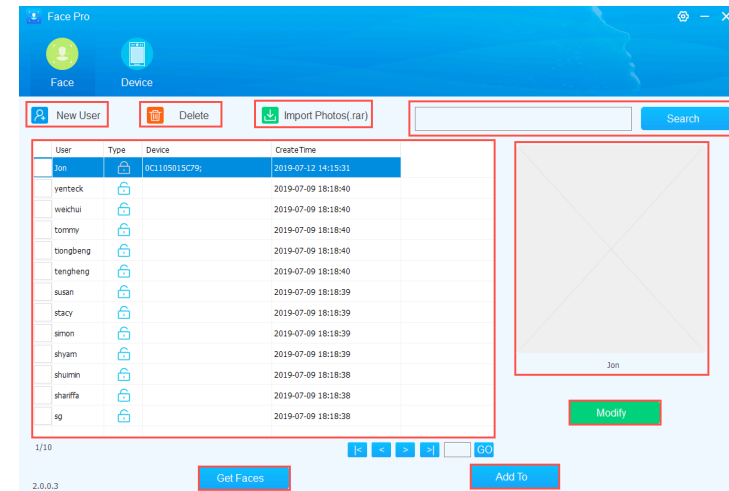 Face Pro
Face Device
New User Delete Import Photos(.rar) Search
User Type Device CreateTime
Jon 0C1105015C79; 2019-07-12 14:15:31
yenteck 2019-07-09 18:18:40
weichui 2019-07-09 18:18:40
tommy 2019-07-09 18:18:40
tiongbeng 2019-07-09 18:18:40
tengheng 2019-07-09 18:18:40
susan 2019-07-09 18:18:39
stacy 2019-07-09 18:18:39
simon 2019-07-09 18:18:39
shyam 2019-07-09 18:18:39
shuimin 2019-07-09 18:18:38
shariffa 2019-07-09 18:18:38
sg 2019-07-09 18:18:38
Jon
Modify
1/10 |< < > >| GO
Get Faces Add To
2.0.0.3